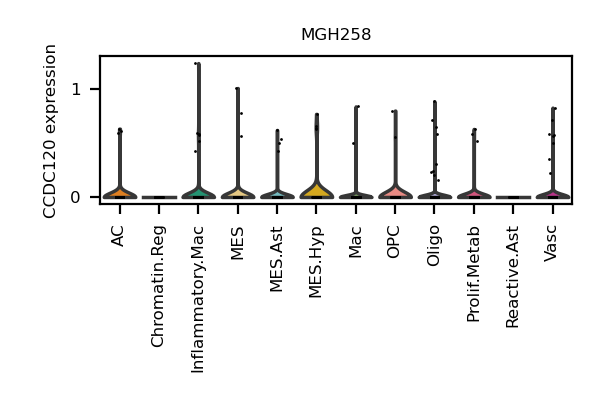 MGH258
CCDC120 expression
1
0
AC
Chromatin.Reg
Inflammatory.Mac
MES
MES.Ast
MES.Hyp
Mac
OPC
Oligo
Prolif.Metab
Reactive.Ast
Vasc